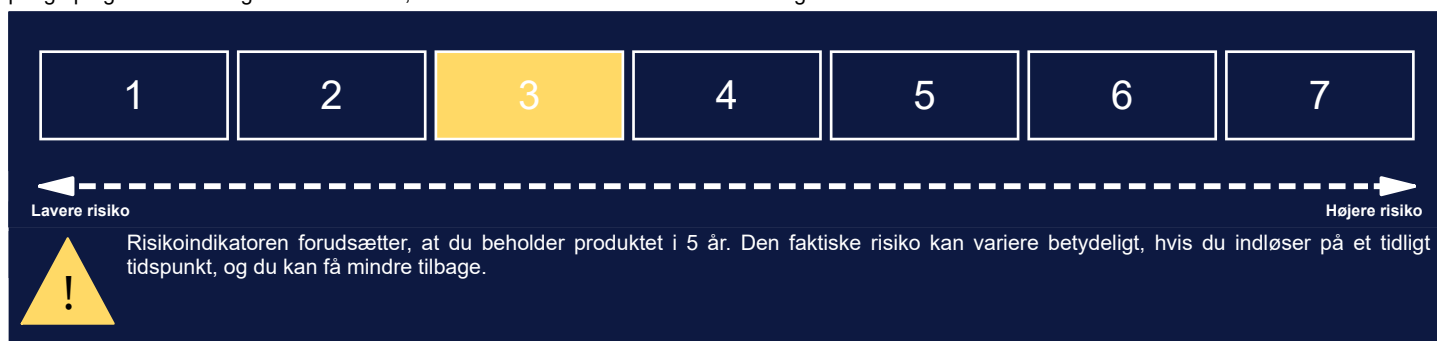 1 2 3 4 5 6 7
Lavere risiko Højere risiko
Risikoindikatoren forudsætter, at du beholder produktet i 5 år. Den faktiske risiko kan variere betydeligt, hvis du indløser på et tidligt
tidspunkt, og du kan få mindre tilbage.
!